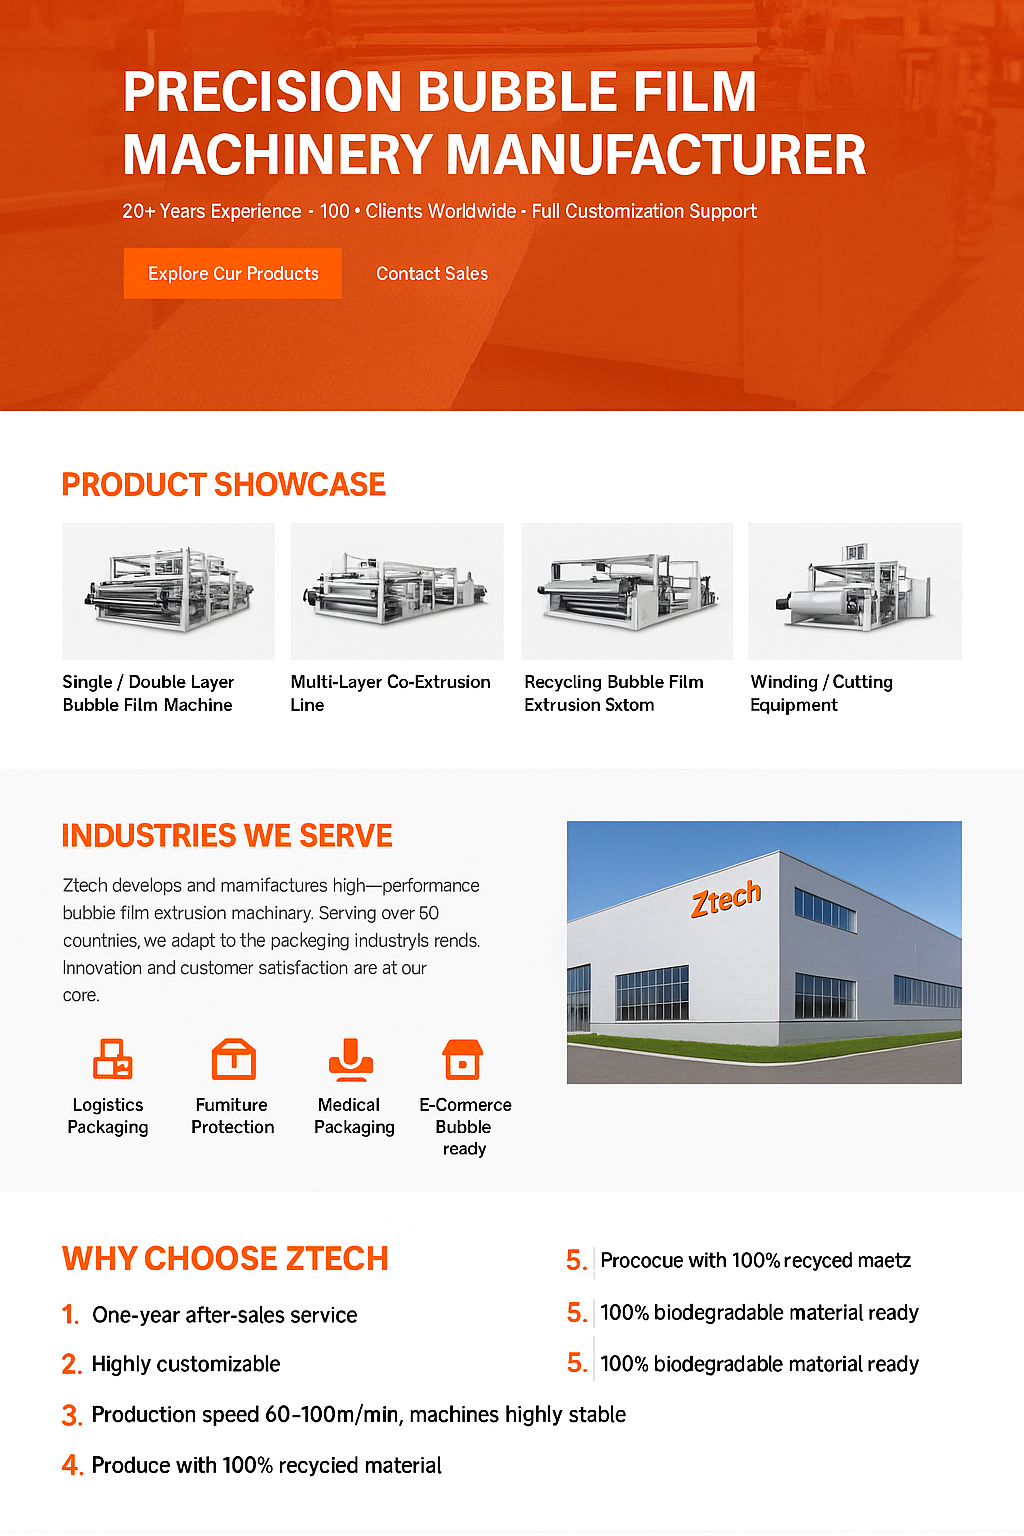 PRECISION BUBBLE FILM
MACHINERY MANUFACTURER
20+ Years Experience - 100 • Clients Worldwide - Full Customization Support
Explore Cur Products
Contact Sales
PRODUCT SHOWCASE
Single / Double Layer
Bubble Film Machine
Multi-Layer Co-Extrusion
Line
Recycling Bubble Film
Extrusion Sxtom
Winding / Cutting
Equipment
INDUSTRIES WE SERVE
Ztech develops and mamifactures high—performance
bubbie film extrusion machinary. Serving over 50
countries, we adapt to the packeging industryls rends.
Innovation and customer satisfaction are at our
core.
Ztech
Logistics
Packaging
Fumiture
Protection
Medical
Packaging
E-Cormerce
Bubble
ready
WHY CHOOSE ZTECH
1. One-year after-sales service
2. Highly customizable
3. Production speed 60-100m/min, machines highly stable
4. Produce with 100% recycied material
5. Prococue with 100% recyced maetz
5. 100% biodegradable material ready
5. 100% biodegradable matorial ready